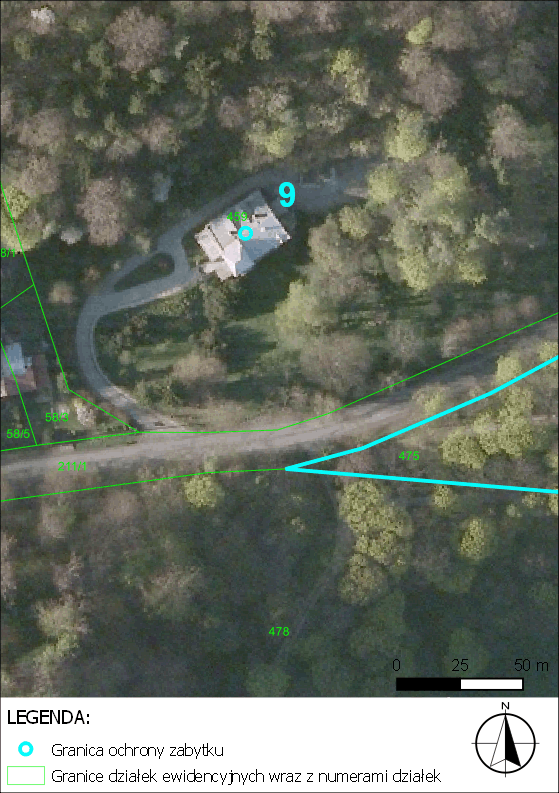 9
58/5
475
478
0 25 50 m
LEGENDA:
N
Granica ochrony zabytku
Granice działek ewidencyjnych wraz z numerami działek